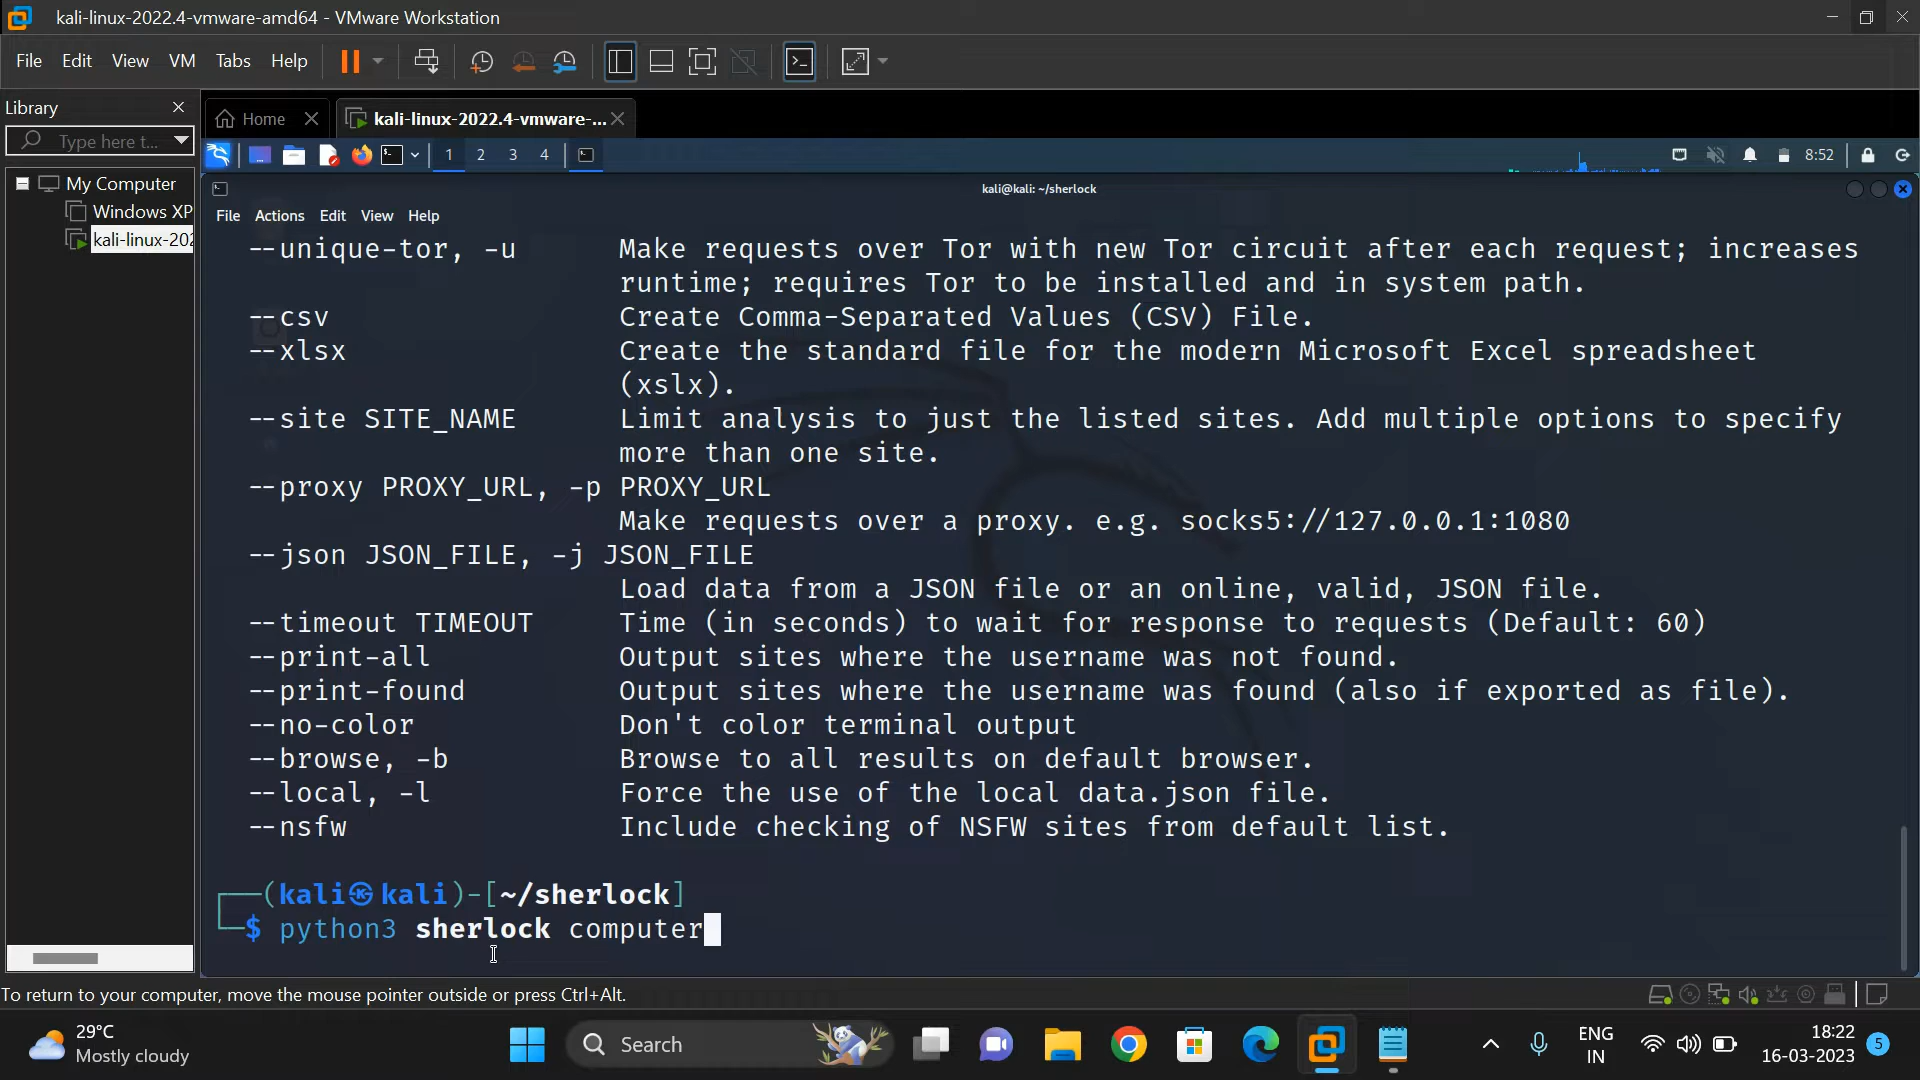 kali-linux-2022.4-vmware-amd64 - VMware Workstation
File Edit View VM Tabs Help
Library
Home
kali-linux-2022.4-vmware-...
Type here t...
1 2 3 4
8:52
My Computer
Windows XP
kali-linux-202
kali@kali: ~/sherlock
File Actions Edit View Help
--unique-tor, -u Make requests over Tor with new Tor circuit after each request; increases
runtime; requires Tor to be installed and in system path.
--csv Create Comma-Separated Values (CSV) File.
--xlsx Create the standard file for the modern Microsoft Excel spreadsheet
(xslx).
--site SITE_NAME Limit analysis to just the listed sites. Add multiple options to specify
more than one site.
--proxy PROXY_URL, -p PROXY_URL
Make requests over a proxy. e.g. socks5://127.0.0.1:1080
--json JSON_FILE, -j JSON_FILE
Load data from a JSON file or an online, valid, JSON file.
--timeout TIMEOUT Time (in seconds) to wait for response to requests (Default: 60)
--print-all Output sites where the username was not found.
--print-found Output sites where the username was found (also if exported as file).
--no-color Don't color terminal output
--browse, -b Browse to all results on default browser.
--local, -l Force the use of the local data.json file.
--nsfw Include checking of NSFW sites from default list.
┌──(kali㉿kali)-[~/sherlock]
└─$ python3 sherlock computer
To return to your computer, move the mouse pointer outside or press Ctrl+Alt.
29°C
Mostly cloudy
Search
ENG
IN
18:22
16-03-2023
5